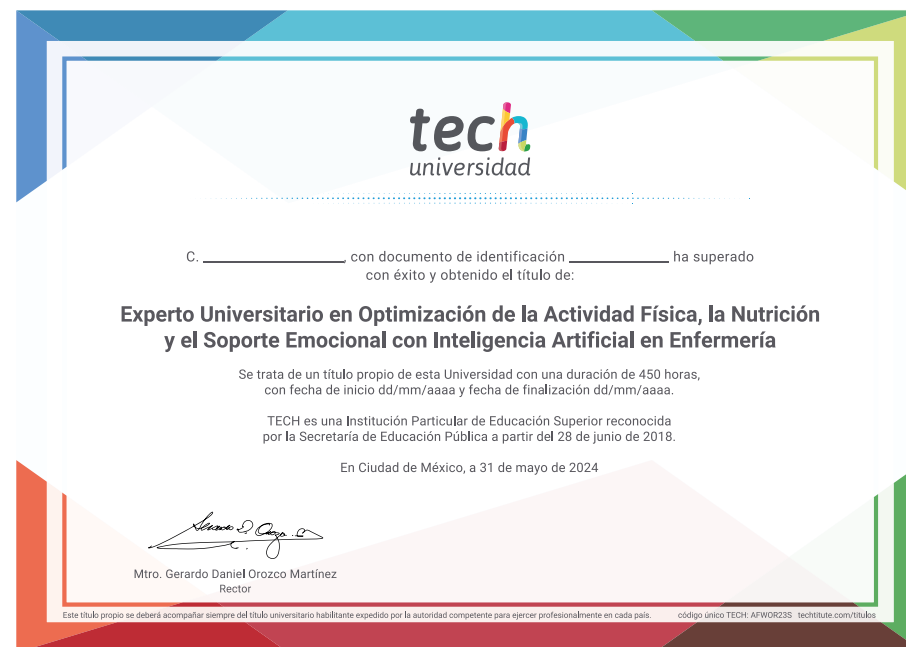 tech
universidad
C. ____________________, con documento de identificación ______________ ha superado
con éxito y obtenido el título de:
Experto Universitario en Optimización de la Actividad Física, la Nutrición
y el Soporte Emocional con Inteligencia Artificial en Enfermería
Se trata de un título propio de esta Universidad con una duración de 450 horas,
con fecha de inicio dd/mm/aaaa y fecha de finalización dd/mm/aaaa.
TECH es una Institución Particular de Educación Superior reconocida
por la Secretaría de Educación Pública a partir del 28 de junio de 2018.
En Ciudad de México, a 31 de mayo de 2024
Mtro. Gerardo Daniel Orozco Martínez
Rector
Este título propio se deberá acompañar siempre del título universitario habilitante expedido por la autoridad competente para ejercer profesionalmente en cada país. código único TECH: AFWOR23S techtitute.com/titulos